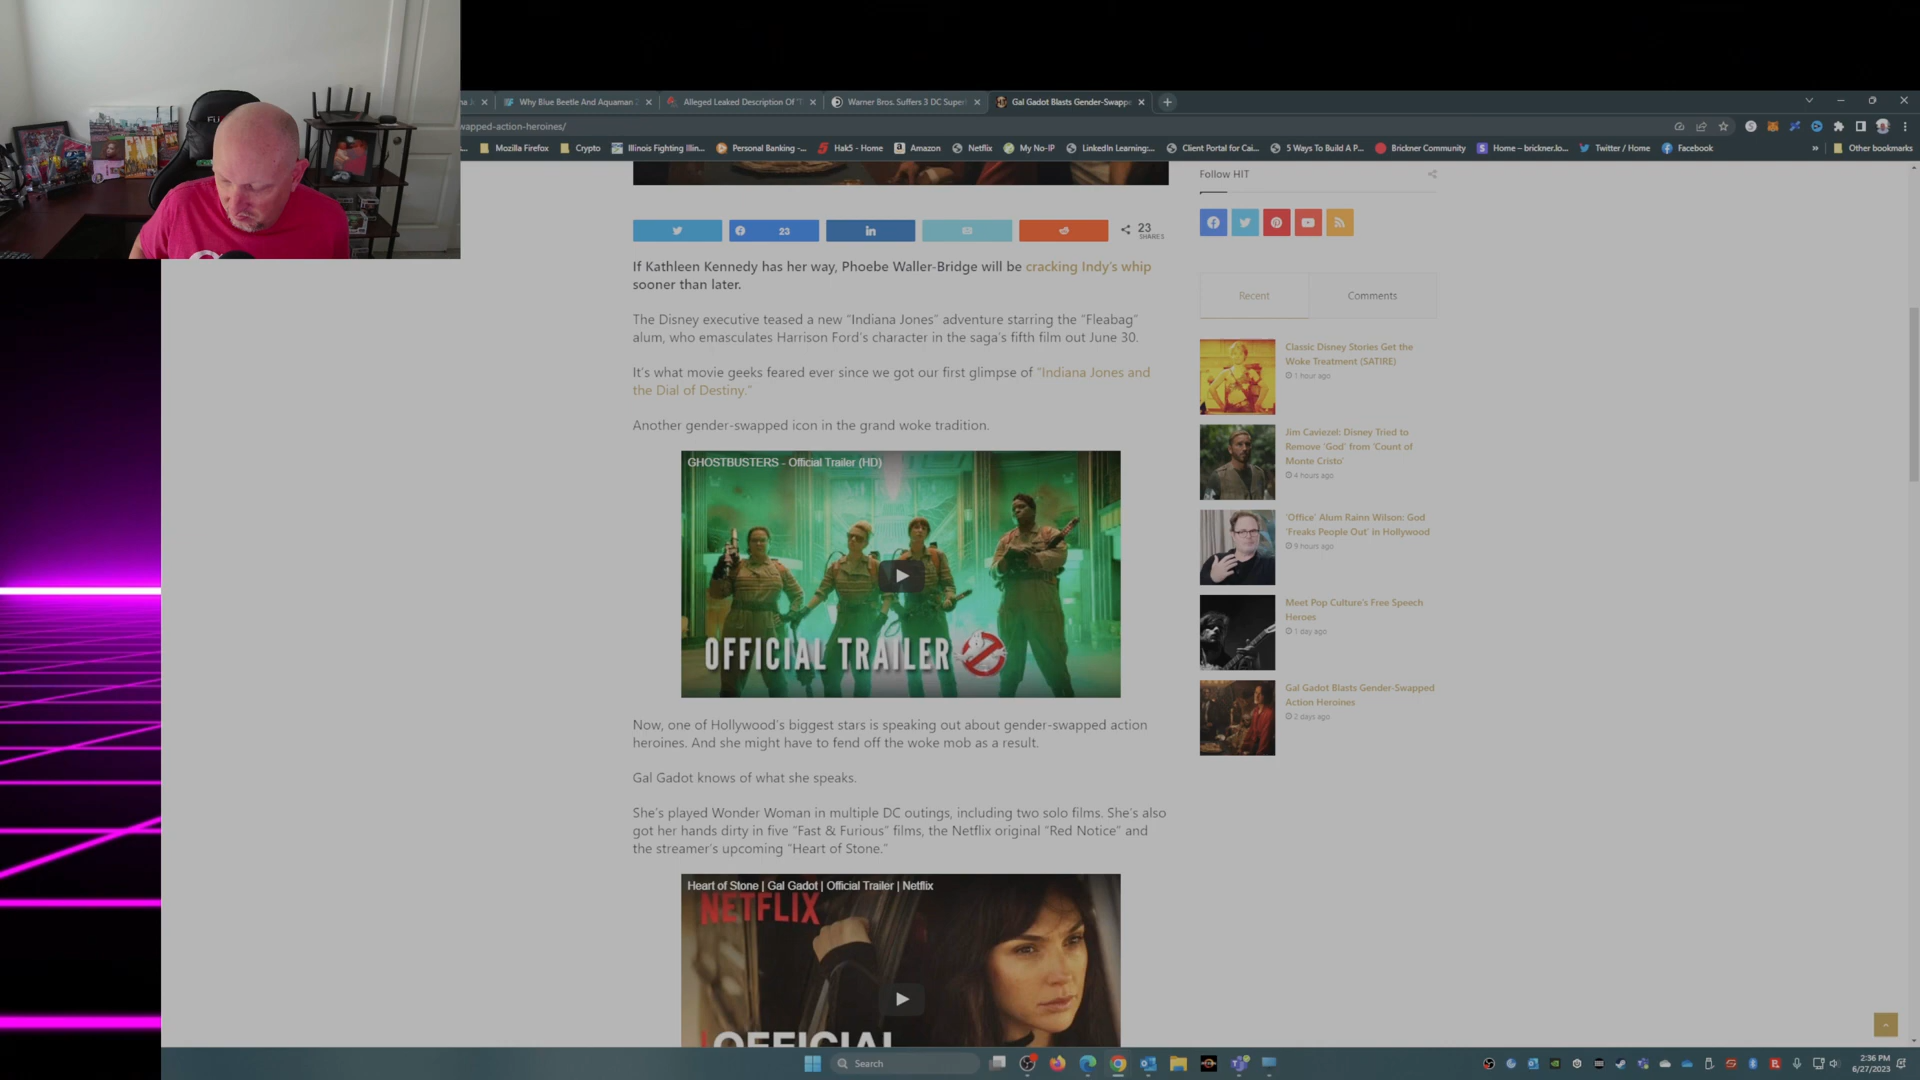 Why Blue Beetle And Aquaman
Alleged Leaked Description Of
Warner Bros. Suffers 3 DC Super
Gal Gadot Blasts Gender-Swapp
wapped-action-heroines/
Mozilla Firefox
Crypto
Illinois Fighting Illin...
Personal Banking -...
Hak5 - Home
Amazon
Netflix
My No-IP
LinkedIn Learning:...
Client Portal for Cai...
5 Ways To Build A P...
Brickner Community
Home – brickner.lo...
Twitter / Home
Facebook
Other bookmarks
23
23
SHARES
If Kathleen Kennedy has her way, Phoebe Waller-Bridge will be cracking Indy's whip
sooner than later.
The Disney executive teased a new "Indiana Jones" adventure starring the "Fleabag"
alum, who emasculates Harrison Ford's character in the saga's fifth film out June 30.
It's what movie geeks feared ever since we got our first glimpse of "Indiana Jones and
the Dial of Destiny."
Another gender-swapped icon in the grand woke tradition.
GHOSTBUSTERS - Official Trailer (HD)
OFFICIAL TRAILER
Now, one of Hollywood's biggest stars is speaking out about gender-swapped action
heroines. And she might have to fend off the woke mob as a result.
Gal Gadot knows of what she speaks.
She's played Wonder Woman in multiple DC outings, including two solo films. She's also
got her hands dirty in five "Fast & Furious" films, the Netflix original "Red Notice" and
the streamer's upcoming "Heart of Stone."
Heart of Stone | Gal Gadot | Official Trailer | Netflix
NETFLIX
OFFICIAL
Follow HIT
Recent
Comments
Classic Disney Stories Get the
Woke Treatment (SATIRE)
1 hour ago
Jim Caviezel: Disney Tried to
Remove 'God' from 'Count of
Monte Cristo'
4 hours ago
'Office' Alum Rainn Wilson: God
'Freaks People Out' in Hollywood
9 hours ago
Meet Pop Culture's Free Speech
Heroes
1 day ago
Gal Gadot Blasts Gender-Swapped
Action Heroines
2 days ago
Search
2:36 PM
6/27/2023